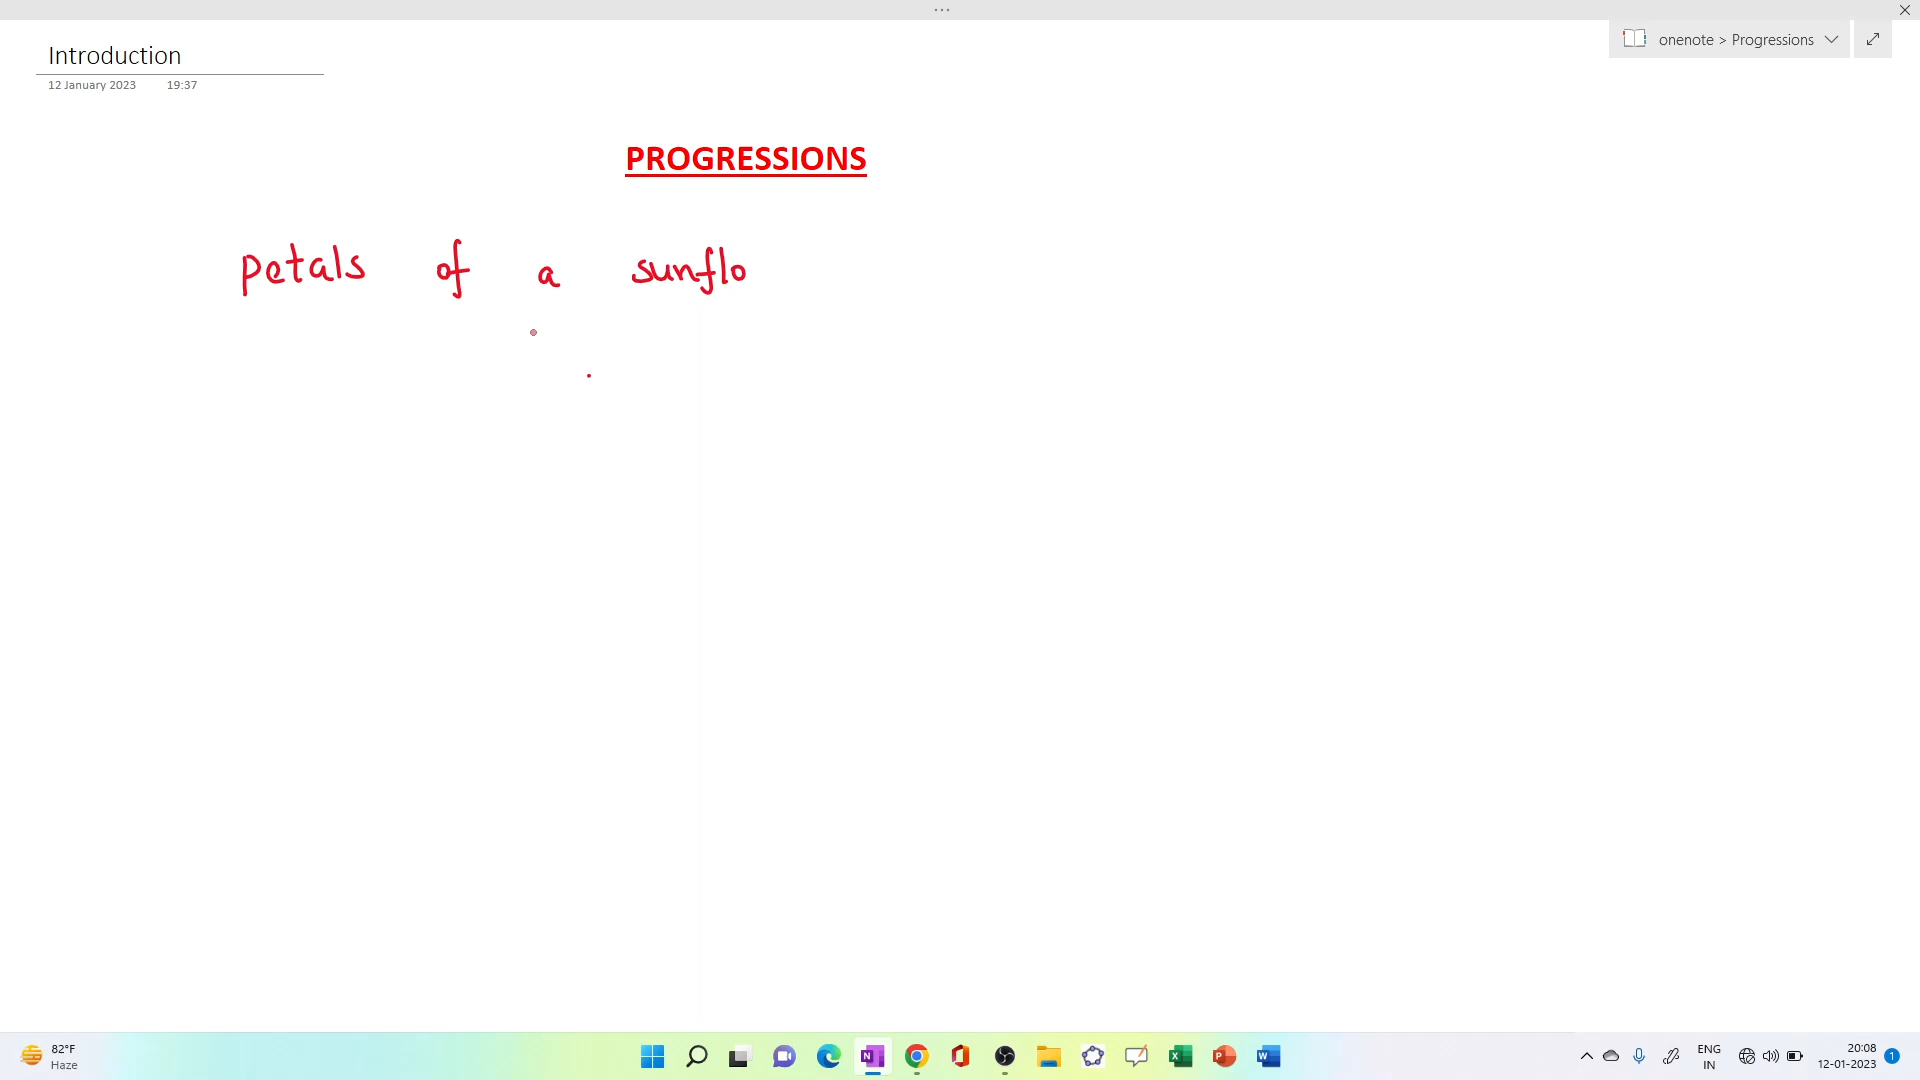 Introduction
onenote > Progressions
12 January 2023 19:37
PROGRESSIONS
petals of a sunflo
82°F
Haze
ENG
IN
20:08
12-01-2023
1